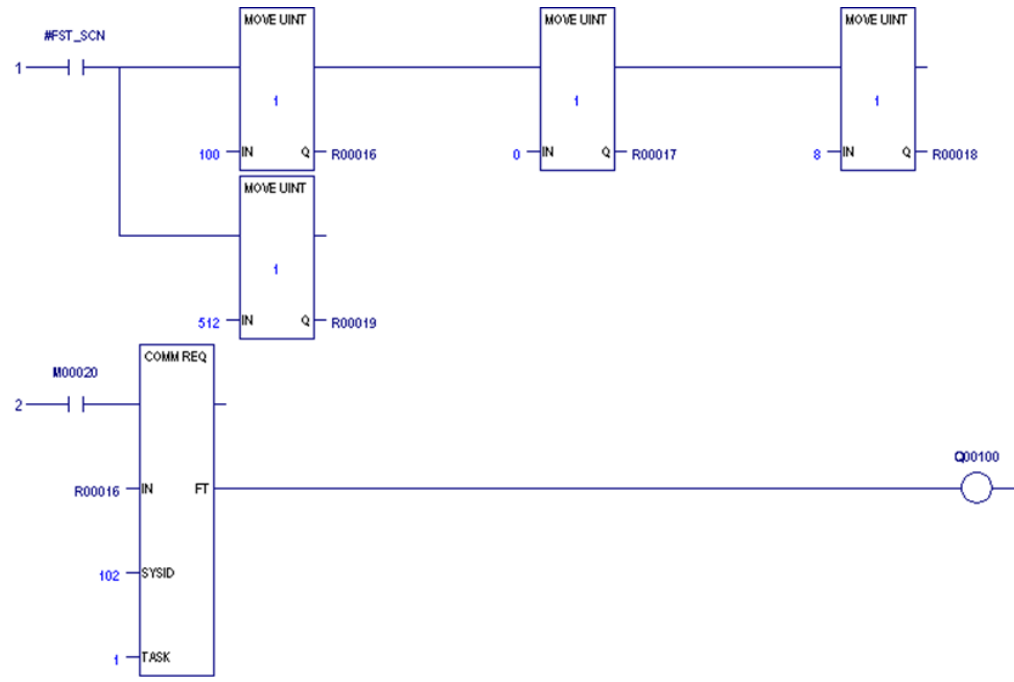 MOVE UINT MOVE UINT MOVE UINT
#FST_SCN
1
1 1 1
100 IN Q R00016 0 IN Q R00017 8 IN Q R00018
MOVE UINT
1
512 IN Q R00019
COMM REQ
M00020
2
Q00100
R00016 IN FT
102 SYSID
1 TASK